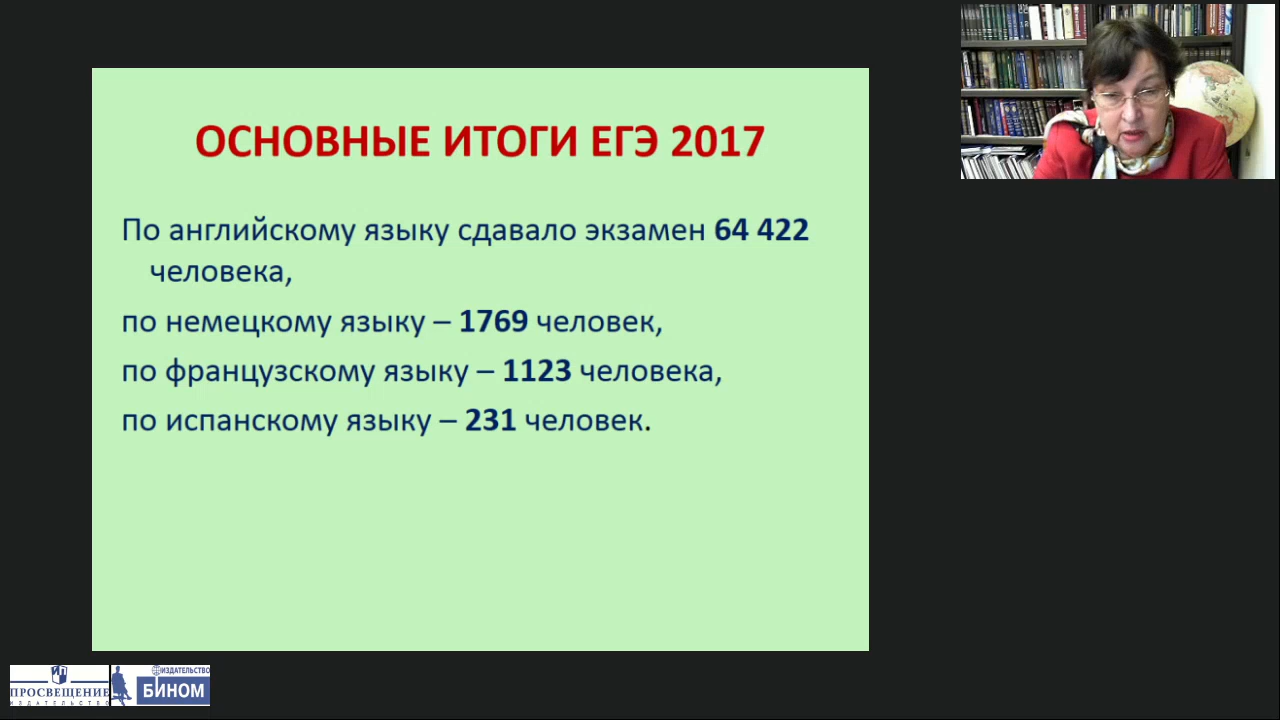 ОСНОВНЫЕ ИТОГИ ЕГЭ 2017
По английскому языку сдавало экзамен 64 422
человека,
по немецкому языку – 1769 человек,
по французскому языку – 1123 человека,
по испанскому языку – 231 человек.
ПРОСВЕЩЕНИЕ
ИЗДАТЕЛЬСТВО
ИЗДАТЕЛЬСТВО
БИНОМ